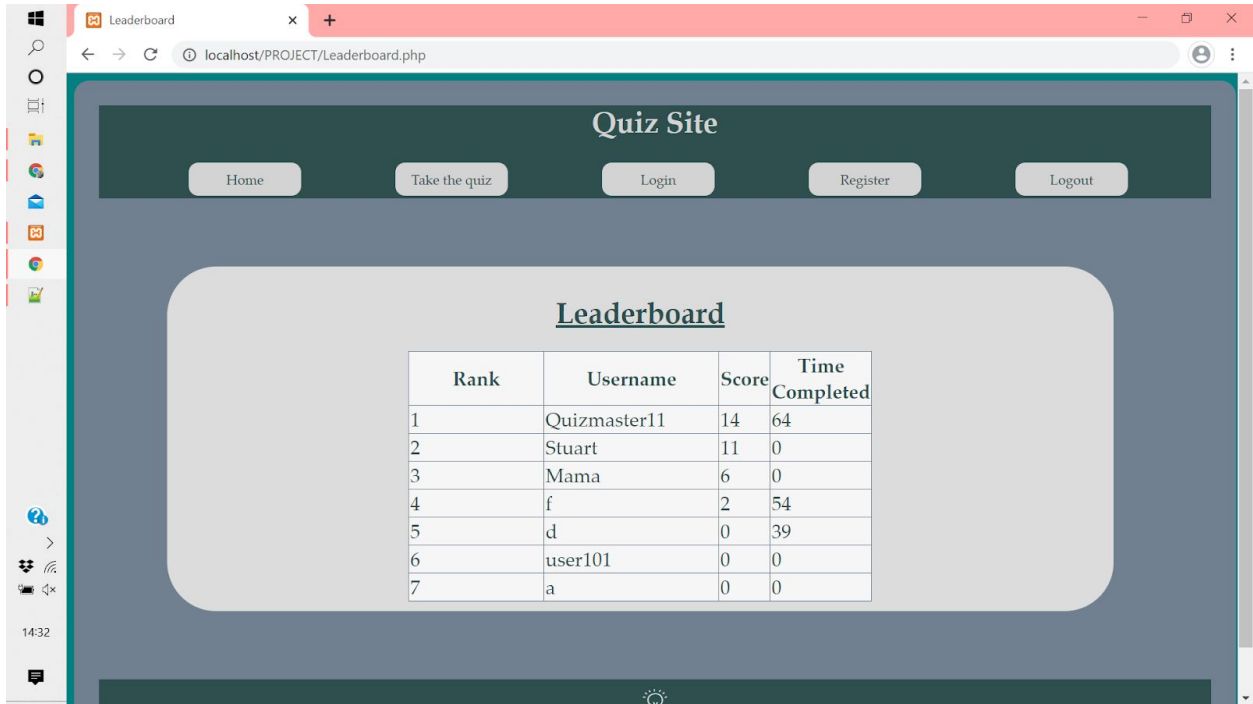 Leaderboard
localhost/PROJECT/Leaderboard.php
Quiz Site
Home Take the quiz Login Register Logout
Leaderboard
Rank Username Score Time Completed
1 Quizmaster11 14 64
2 Stuart 11 0
3 Mama 6 0
4 f 2 54
5 d 0 39
6 user101 0 0
7 a 0 0
14:32